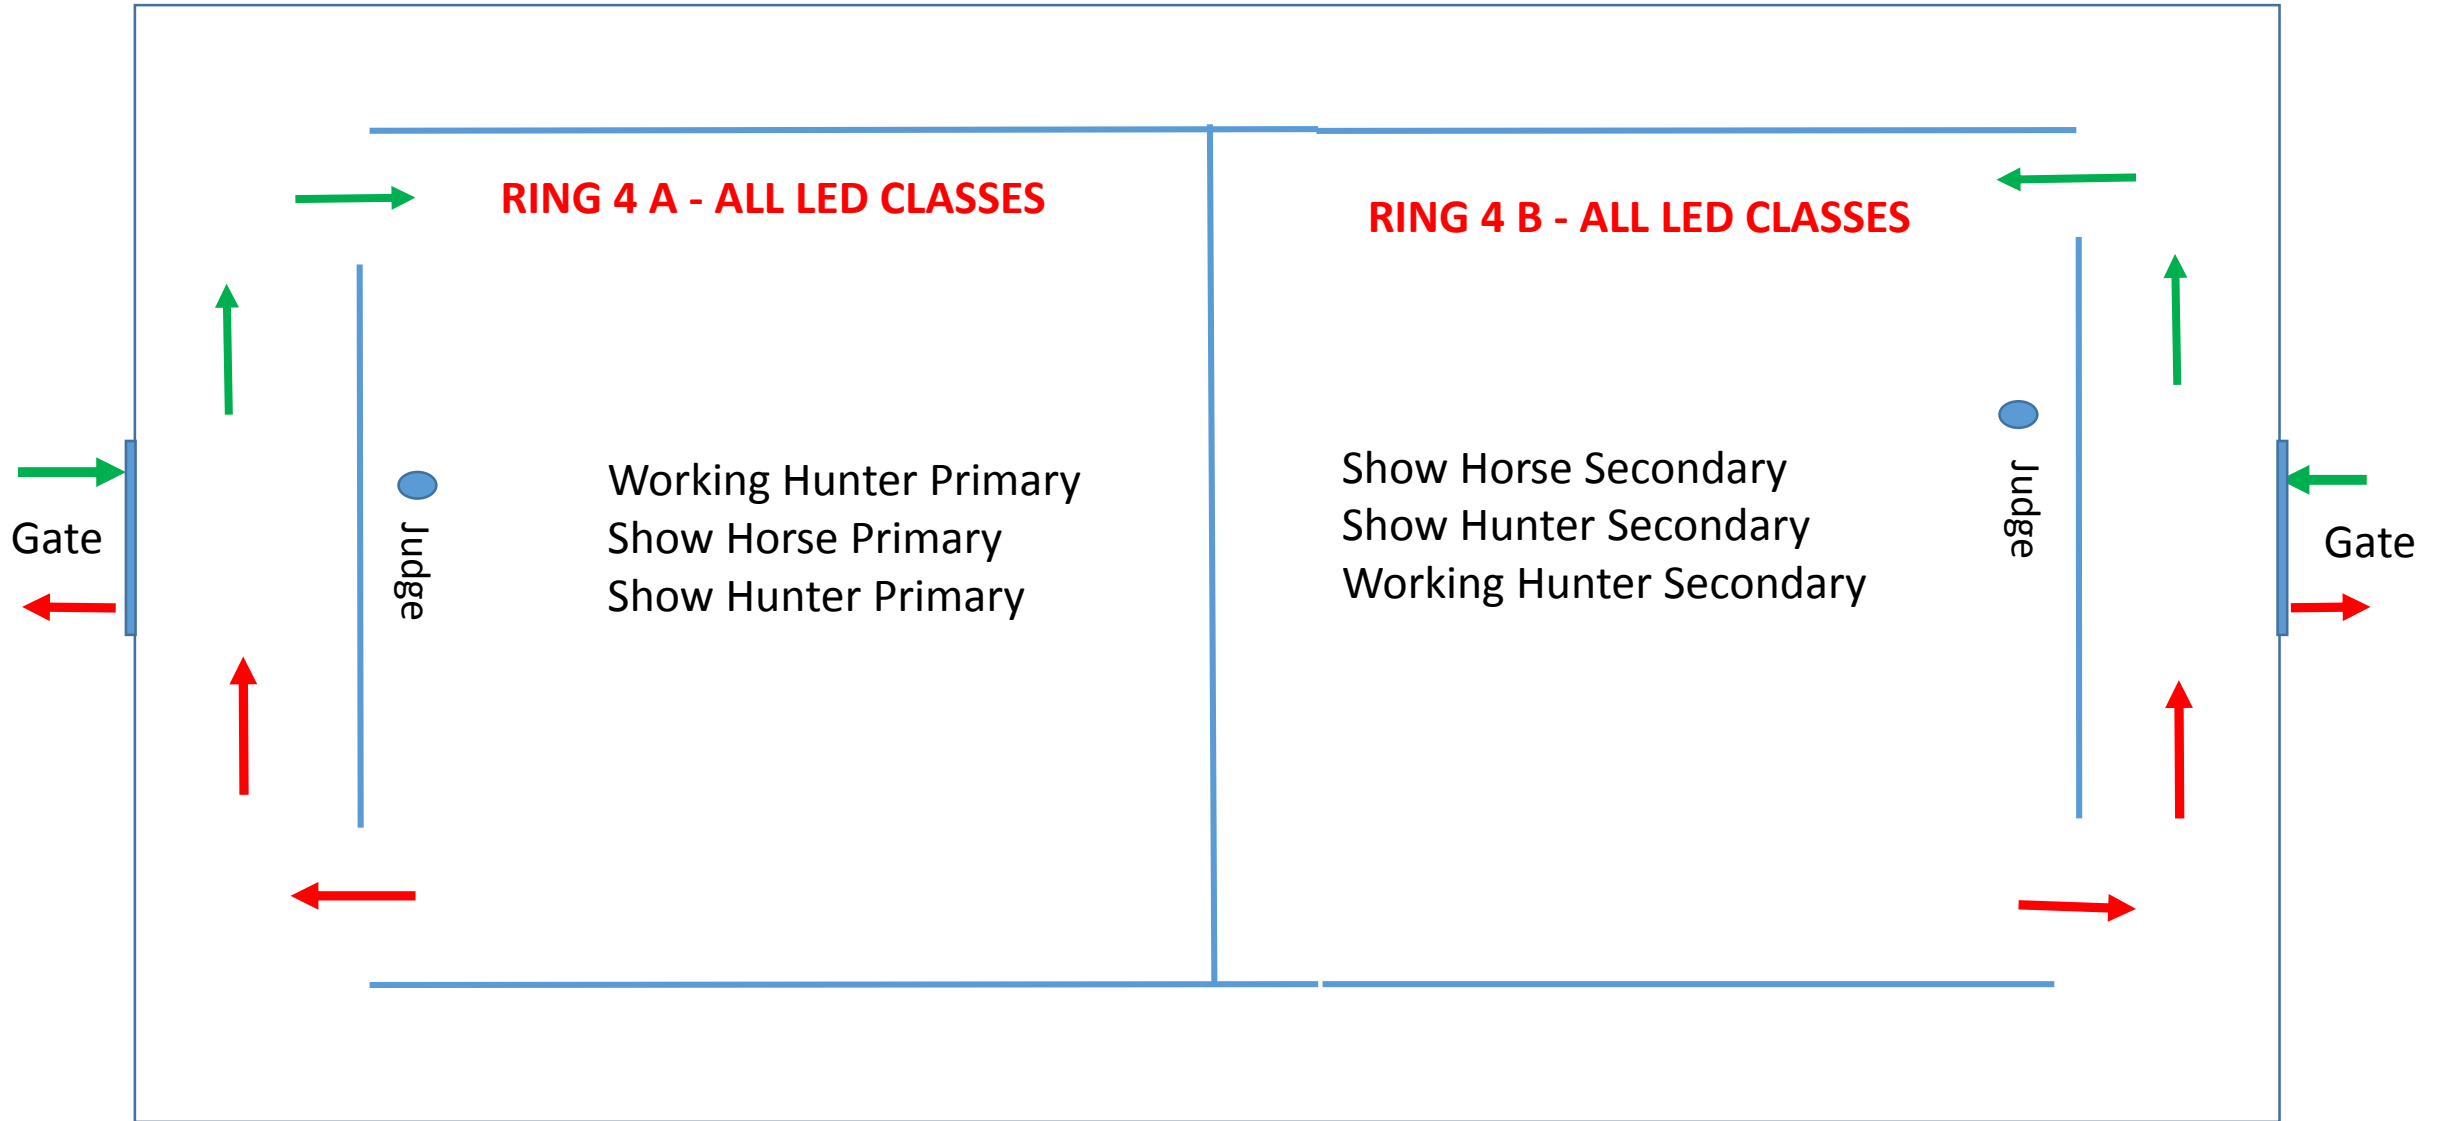 RING 4 A - ALL LED CLASSES
RING 4 B - ALL LED CLASSES
Gate
Judge
Working Hunter Primary
Show Horse Primary
Show Hunter Primary
Show Horse Secondary
Show Hunter Secondary
Working Hunter Secondary
Judge
Gate